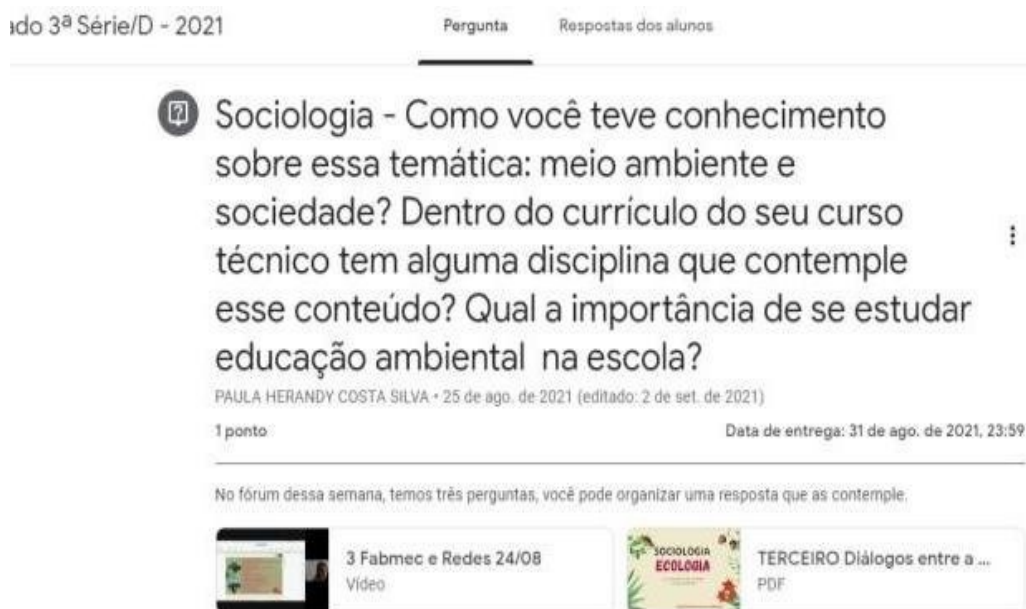 ado 3ª Série/D - 2021
Pergunta
Respostas dos alunos
Sociologia - Como você teve conhecimento
sobre essa temática: meio ambiente e
sociedade? Dentro do currículo do seu curso
técnico tem alguma disciplina que contemple
esse conteúdo? Qual a importância de se estudar
educação ambiental na escola?
PAULA HERANDY COSTA SILVA • 25 de ago. de 2021 (editado: 2 de set. de 2021)
1 ponto
Data de entrega: 31 de ago. de 2021, 23:59
No fórum dessa semana, temos três perguntas, você pode organizar uma resposta que as contemple.
3 Fabmec e Redes 24/08
Vídeo
SOCIOLOGIA
ECOLOGIA
TERCEIRO Diálogos entre a ...
PDF